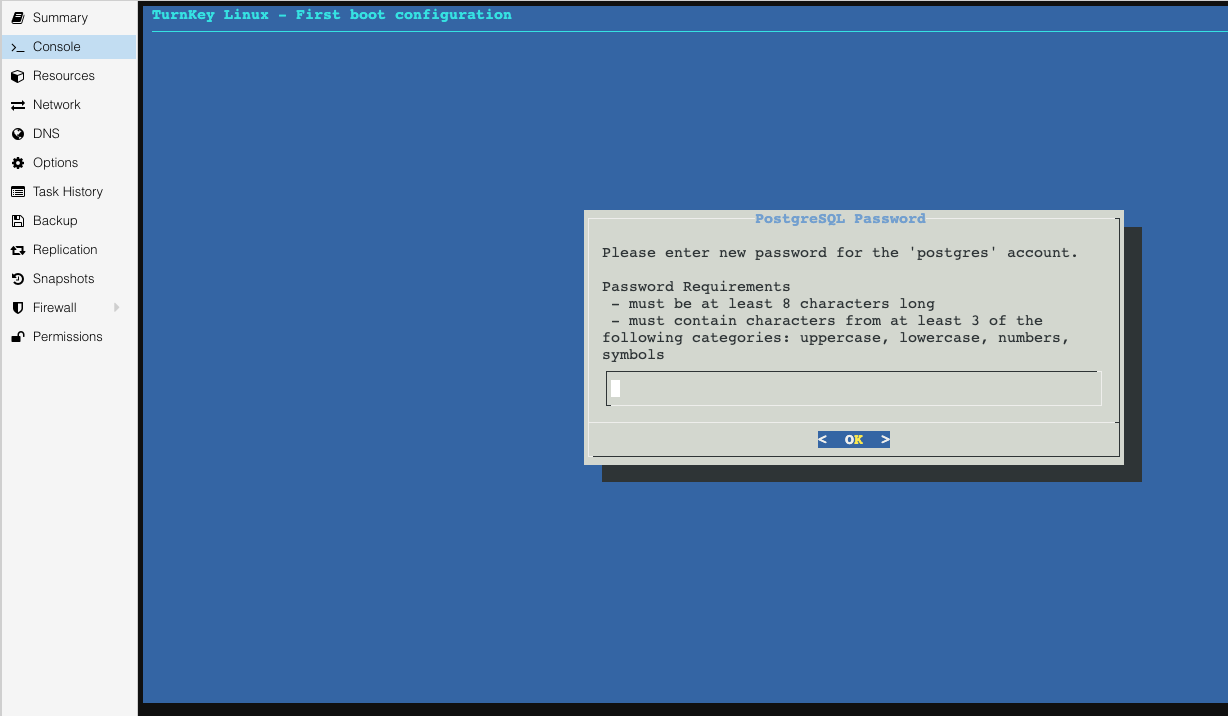 Summary
Console
Resources
Network
DNS
Options
Task History
Backup
Replication
Snapshots
Firewall
Permissions
TurnKey Linux - First boot configuration
PostgreSQL Password
Please enter new password for the 'postgres' account.
Password Requirements
- must be at least 8 characters long
- must contain characters from at least 3 of the
following categories: uppercase, lowercase, numbers,
symbols
< OK >